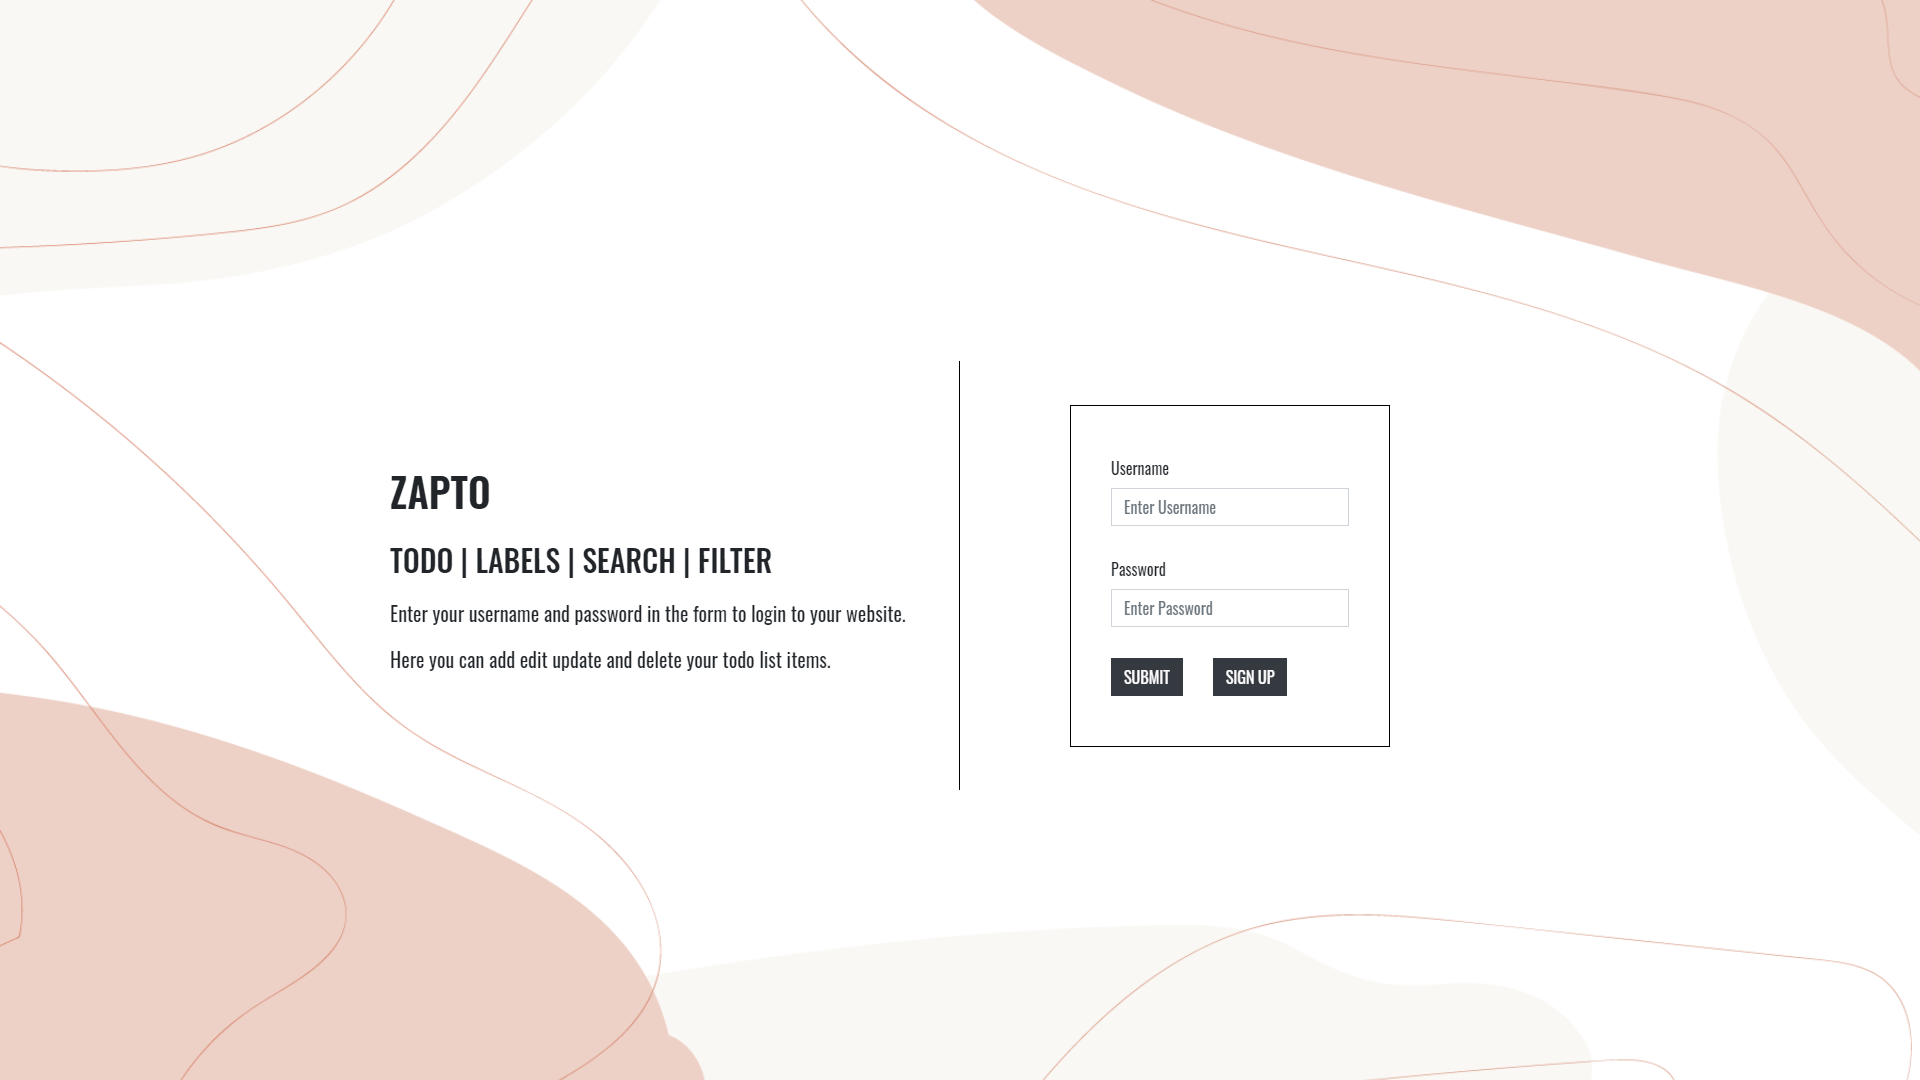 ZAPTO
TODO | LABELS | SEARCH | FILTER
Enter your username and password in the form to login to your website.
Here you can add edit update and delete your todo list items.
Username
Enter Username
Password
Enter Password
SUBMIT
SIGN UP